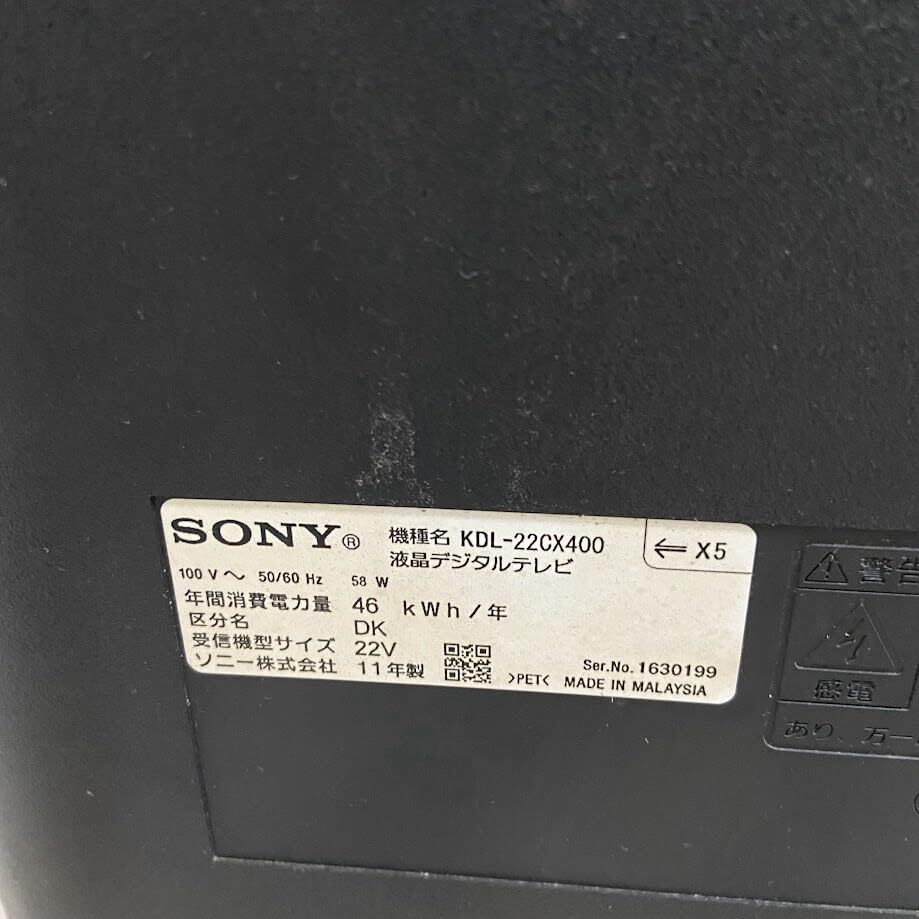 SONY®
機種名 KDL-22CX400
液晶デジタルテレビ
⇐ X5
100 V ～ 50/60 Hz 58 W
年間消費電力量 46 kWh/年
区分名 DK
受信機型サイズ 22V
ソニー株式会社 11年製
>PET<
Ser.No.1630199
MADE IN MALAYSIA
警告
感電
あり、万一